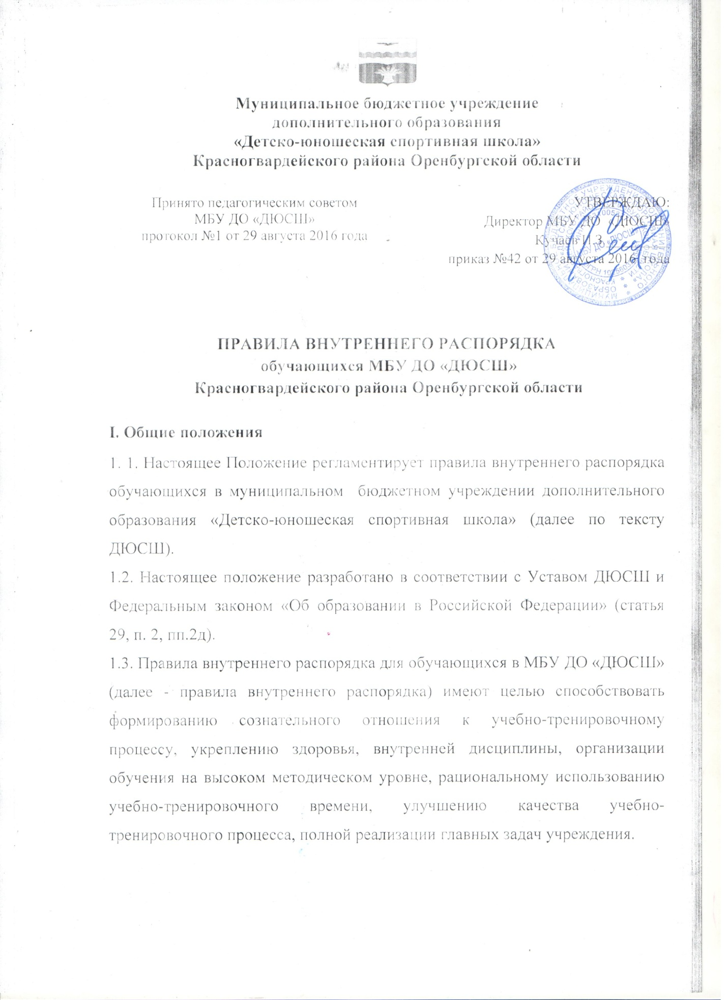 Муниципальное бюджетное учреждение
дополнительного образования
«Детско-юношеская спортивная школа»
Красногвардейского района Оренбургской области
Принято педагогическим советом
МБУ ДО «ДЮСШ»
протокол №1 от 29 августа 2016 года
УТВЕРЖДАЮ:
Директор МБУ ДО «ДЮСШ»
Кучаев И.З.
приказ №42 от 29 августа 2016 года
ПРАВИЛА ВНУТРЕННЕГО РАСПОРЯДКА
обучающихся МБУ ДО «ДЮСШ»
Красногвардейского района Оренбургской области
I. Общие положения
1. 1. Настоящее Положение регламентирует правила внутреннего распорядка
обучающихся в муниципальном бюджетном учреждении дополнительного
образования «Детско-юношеская спортивная школа» (далее по тексту
ДЮСШ).
1.2. Настоящее положение разработано в соответствии с Уставом ДЮСШ и
Федеральным законом «Об образовании в Российской Федерации» (статья
29, п. 2, пп.2д).
1.3. Правила внутреннего распорядка для обучающихся в МБУ ДО «ДЮСШ»
(далее - правила внутреннего распорядка) имеют целью способствовать
формированию сознательного отношения к учебно-тренировочному
процессу, укреплению здоровья, внутренней дисциплины, организации
обучения на высоком методическом уровне, рациональному использованию
учебно-тренировочного времени, улучшению качества учебно-
тренировочного процесса, полной реализации главных задач учреждения.